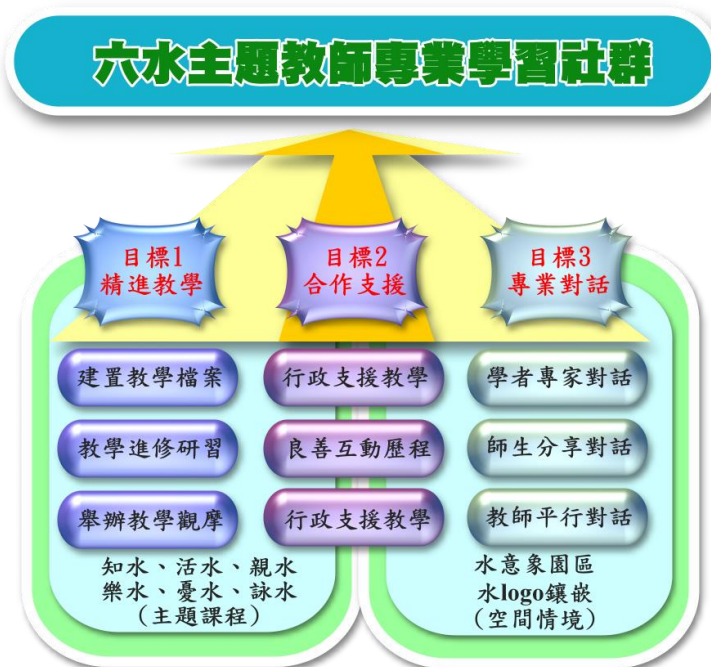 六水主題教師專業學習社群
目標1
精進教學
目標2
合作支援
目標3
專業對話
建置教學檔案
行政支援教學
學者專家對話
教學進修研習
良善互動歷程
師生分享對話
舉辦教學觀摩
行政支援教學
教師平行對話
知水、活水、親水
樂水、憂水、詠水
(主題課程)
水意象園區
水logo鑲嵌
(空間情境)